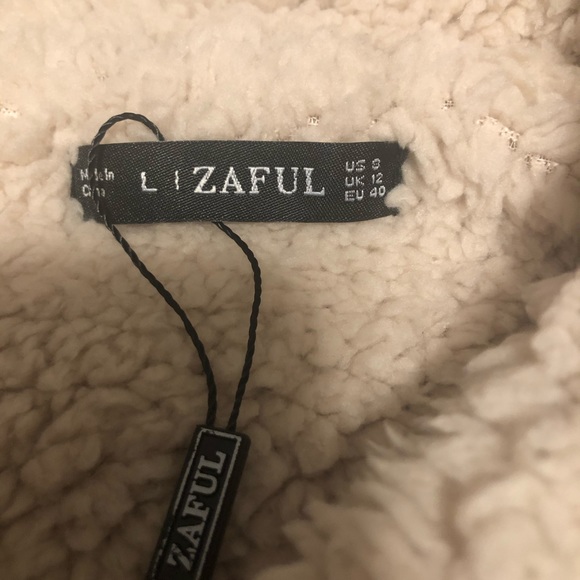 Made in
China
L | ZAFUL
US 8
UK 12
EU 40
ZAFUL